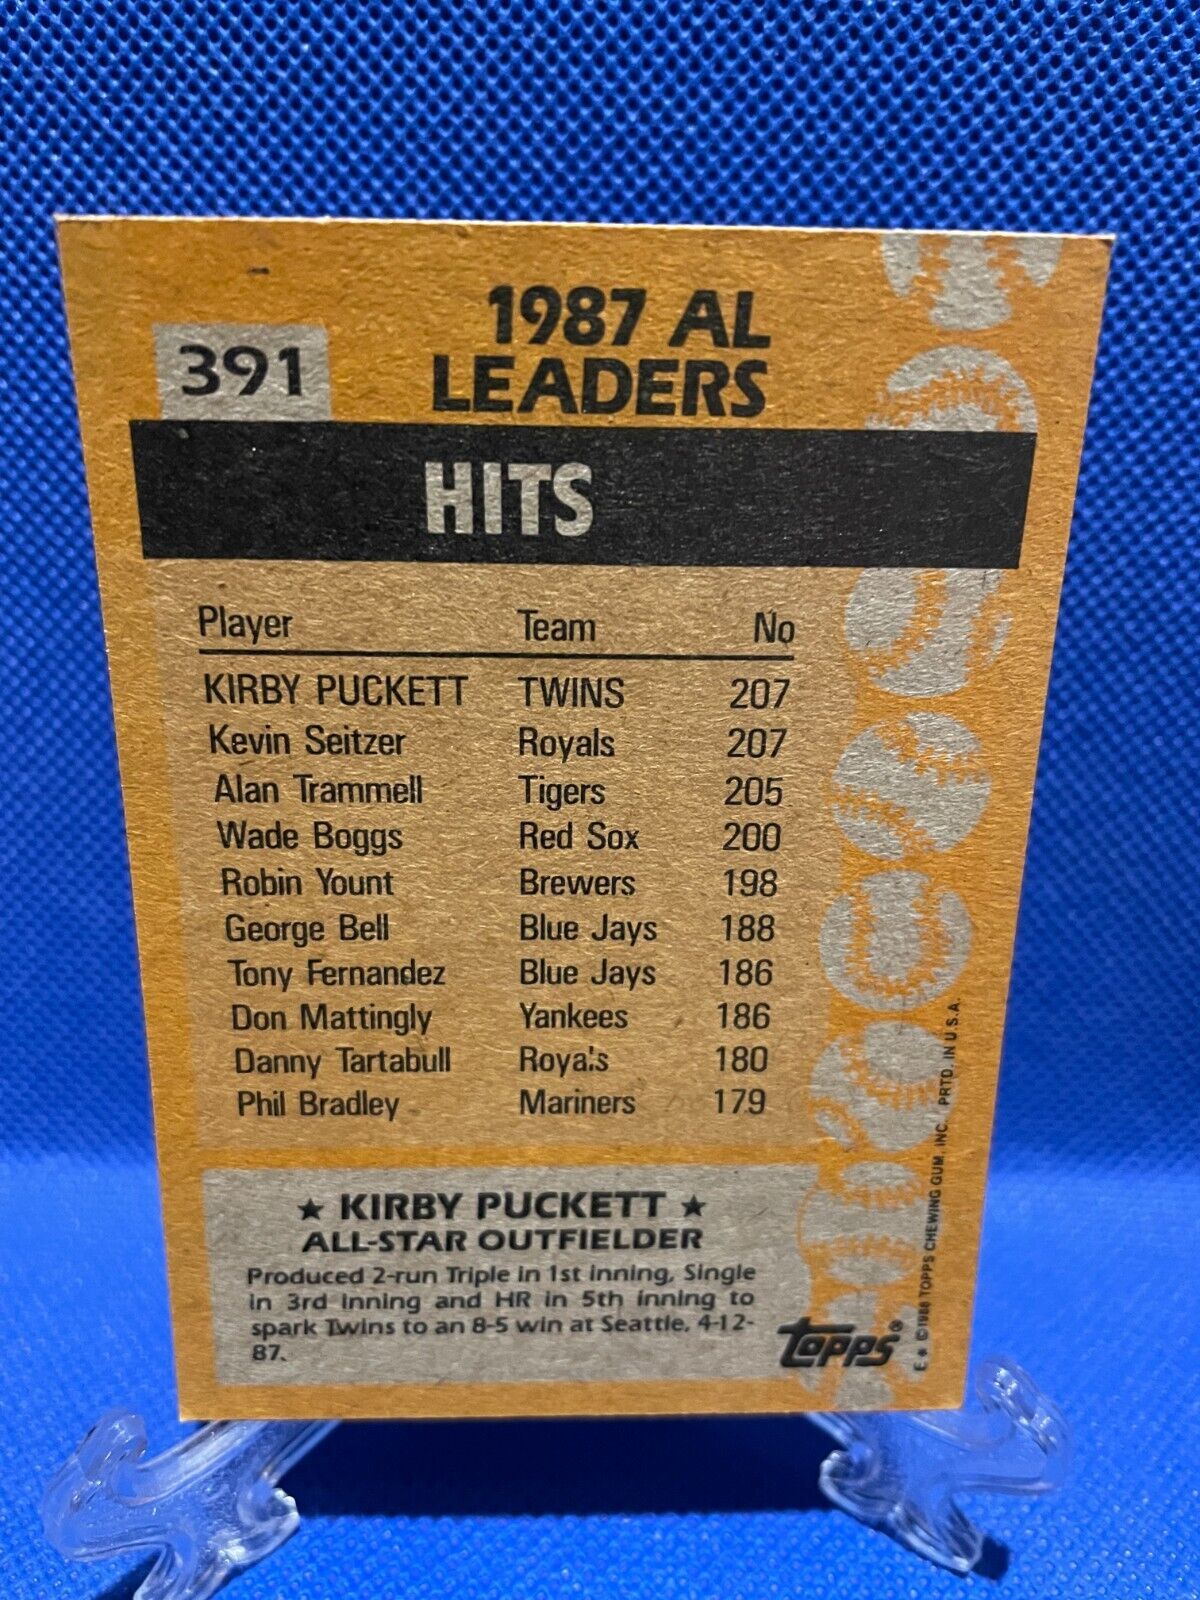 1987 AL
LEADERS
391
HITS
Player Team No
KIRBY PUCKETT TWINS 207
Kevin Seitzer Royals 207
Alan Trammell Tigers 205
Wade Boggs Red Sox 200
Robin Yount Brewers 198
George Bell Blue Jays 188
Tony Fernandez Blue Jays 186
Don Mattingly Yankees 186
Danny Tartabull Royals 180
Phil Bradley Mariners 179
★ KIRBY PUCKETT ★
ALL-STAR OUTFIELDER
Produced 2-run Triple in 1st inning, Single
in 3rd inning and HR in 5th inning to
spark Twins to an 8-5 win at Seattle, 4-12-
87.
TOPPS®
E ★ ©1988 TOPPS CHEWING GUM, INC. PRTD. IN U.S.A.